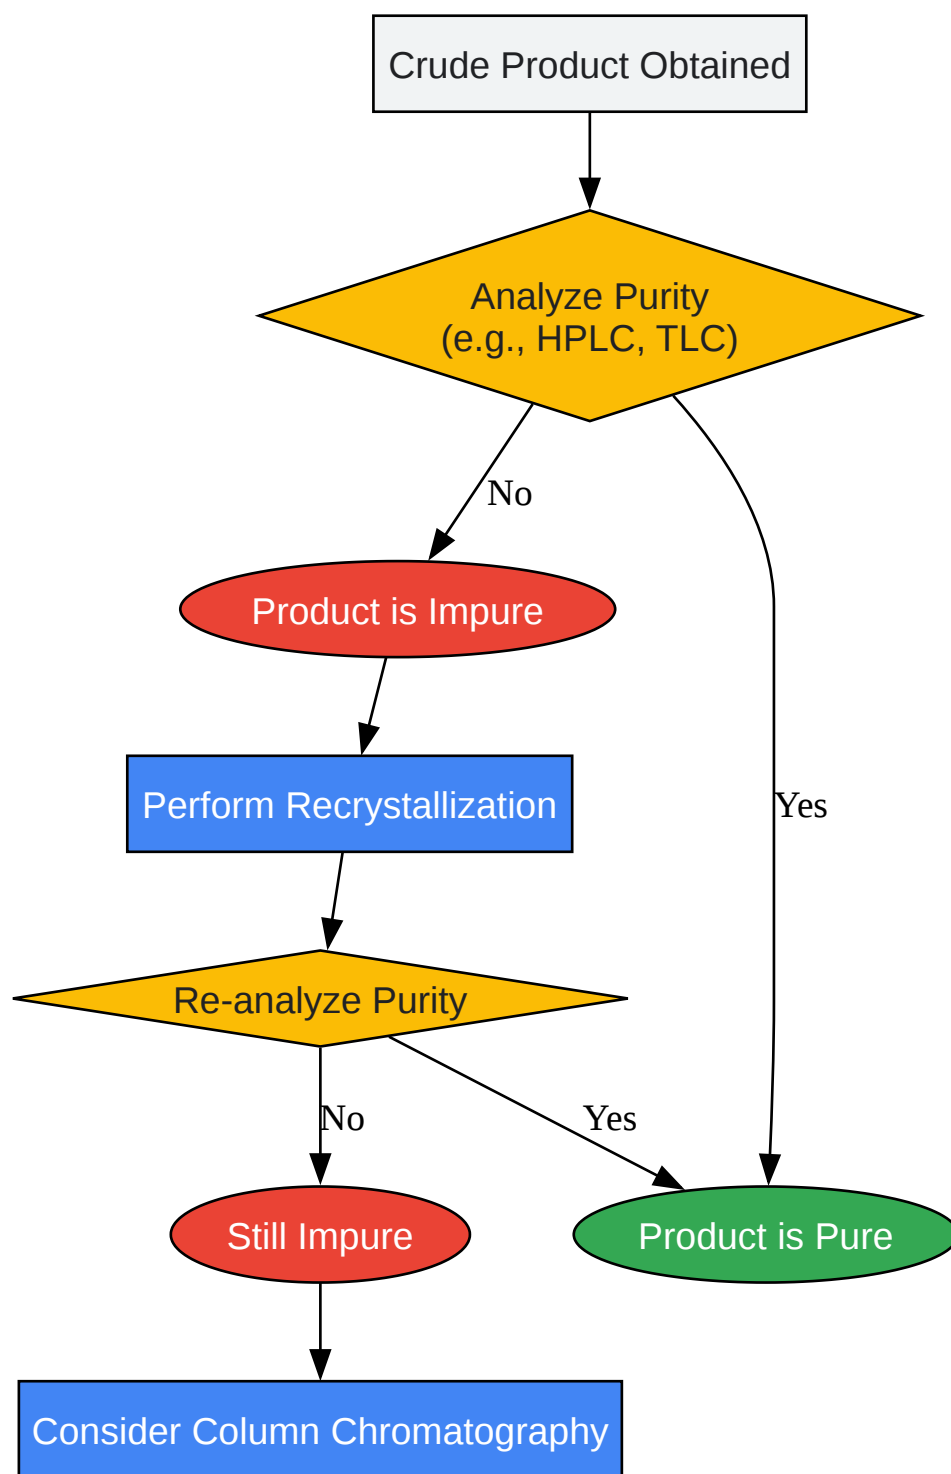 Crude Product Obtained
Analyze Purity
(e.g., HPLC, TLC)
No
Product is Impure
Perform Recrystallization
Yes
Re-analyze Purity
No
Yes
Still Impure
Product is Pure
Consider Column Chromatography